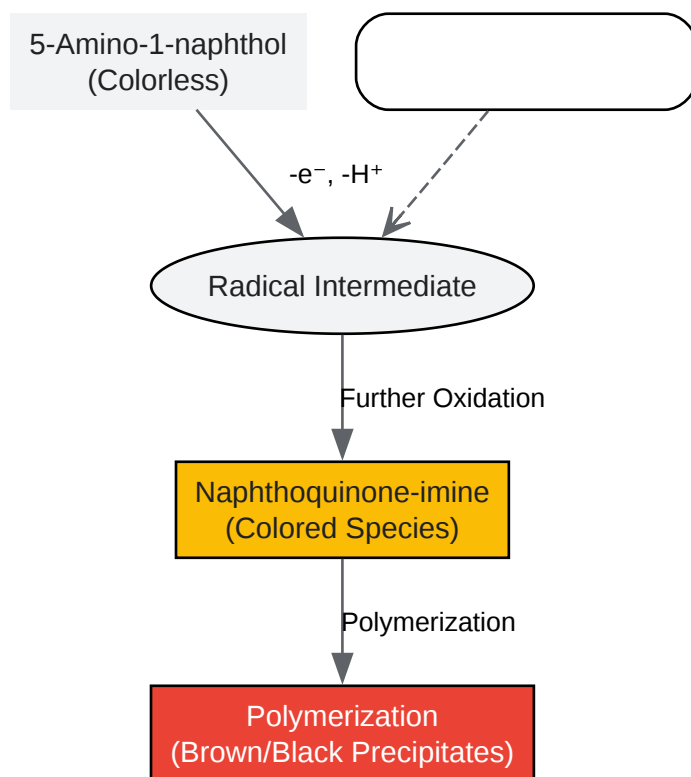 5-Amino-1-naphthol
(Colorless)
-e⁻, -H⁺
Radical Intermediate
Further Oxidation
Naphthoquinone-imine
(Colored Species)
Polymerization
Polymerization
(Brown/Black Precipitates)